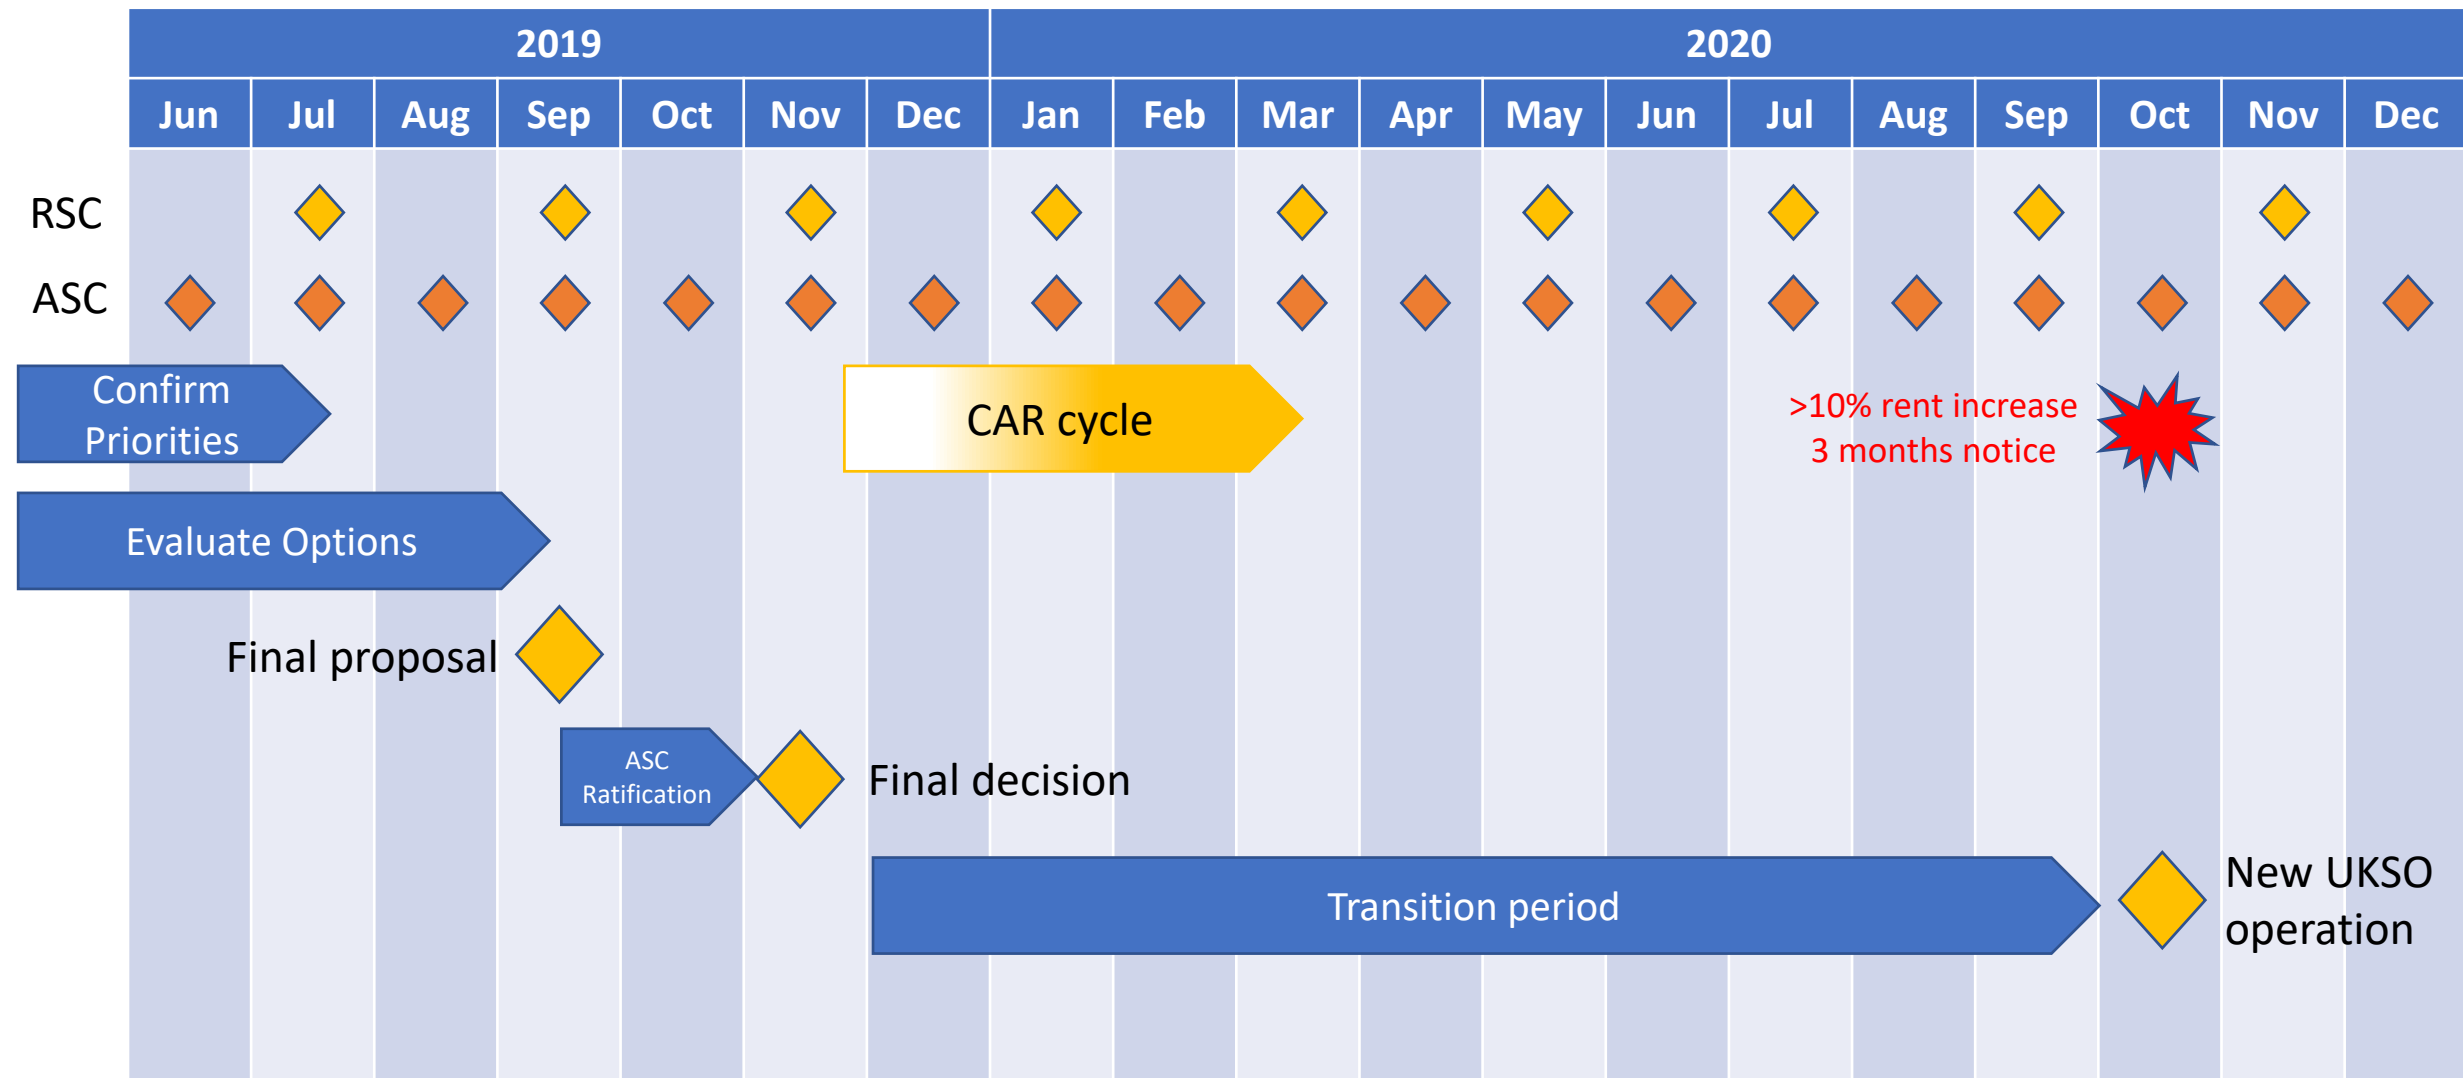 2019 2020
Jun Jul Aug Sep Oct Nov Dec Jan Feb Mar Apr May Jun Jul Aug Sep Oct Nov Dec
RSC
ASC
Confirm
Priorities
CAR cycle
>10% rent increase
3 months notice
Evaluate Options
Final proposal
ASC
Ratification
Final decision
Transition period
New UKSO
operation